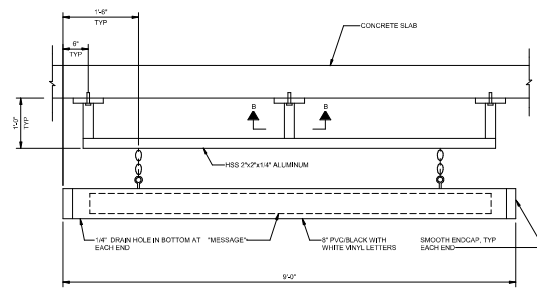 1'-6"
TYP
CONCRETE SLAB
6"
TYP
B
B
1'-0"
TYP
HSS 2"x2"x1/4" ALUMINUM
1/4" DRAIN HOLE IN BOTTOM AT
EACH END
"MESSAGE"
8" PVC/BLACK WITH
WHITE VINYL LETTERS
SMOOTH ENDCAP, TYP
EACH END
9'-0"